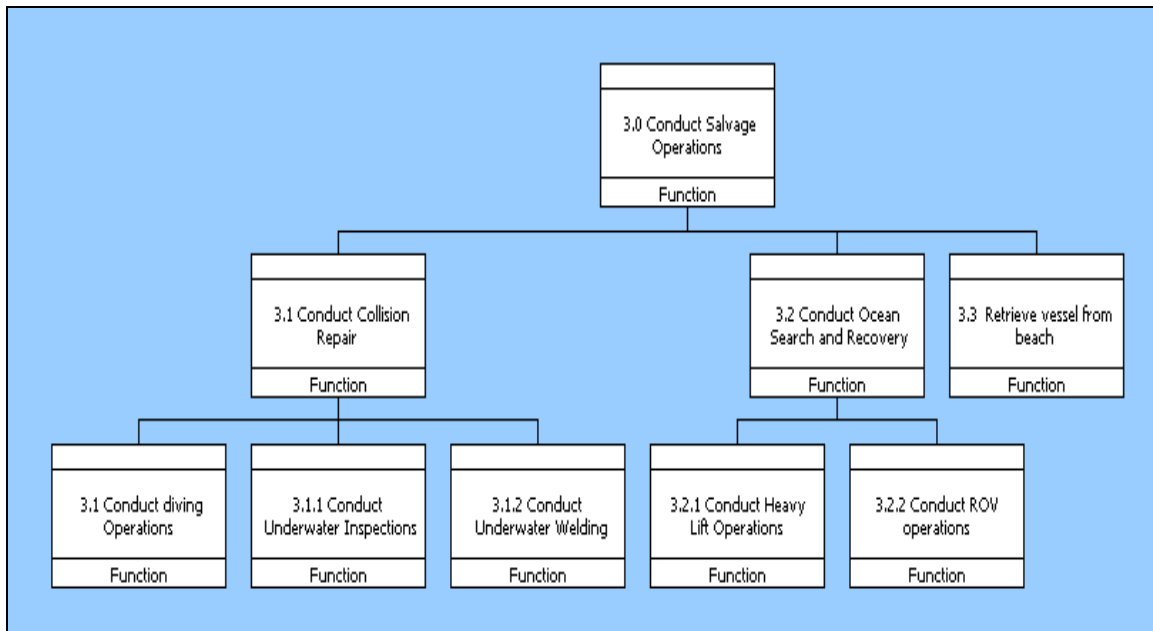 3.0 Conduct Salvage
Operations
Function
3.1 Conduct Collision
Repair
Function
3.2 Conduct Ocean
Search and Recovery
Function
3.3 Retrieve vessel from
beach
Function
3.1 Conduct diving
Operations
Function
3.1.1 Conduct
Underwater Inspections
Function
3.1.2 Conduct
Underwater Welding
Function
3.2.1 Conduct Heavy
Lift Operations
Function
3.2.2 Conduct ROV
operations
Function